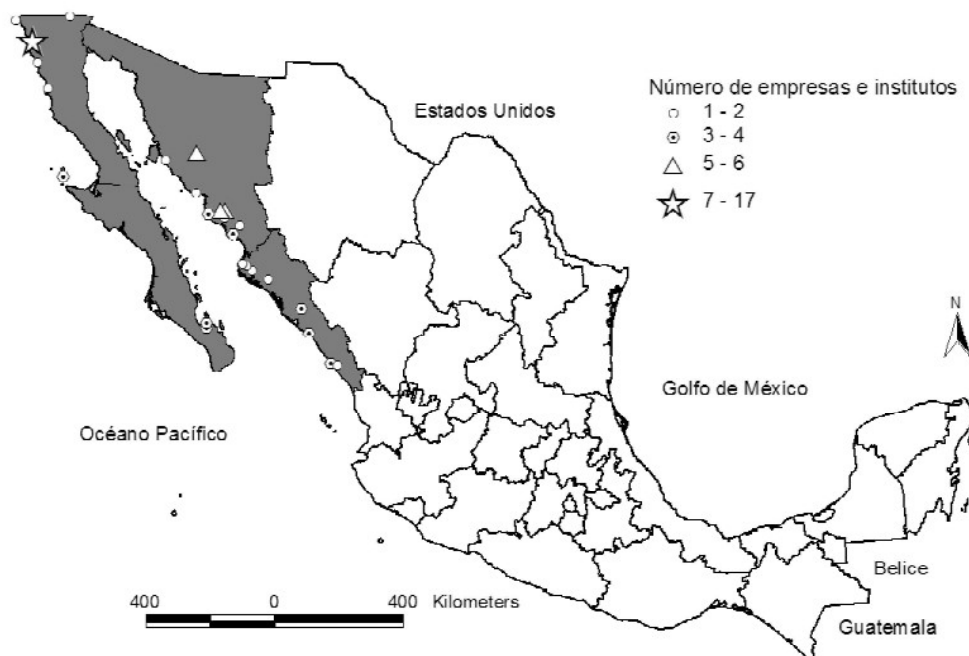 Número de empresas e institutos
1 - 2
3 - 4
5 - 6
7 - 17
Estados Unidos
N
Golfo de México
Océano Pacífico
Belice
Guatemala
400 0 400 Kilometers